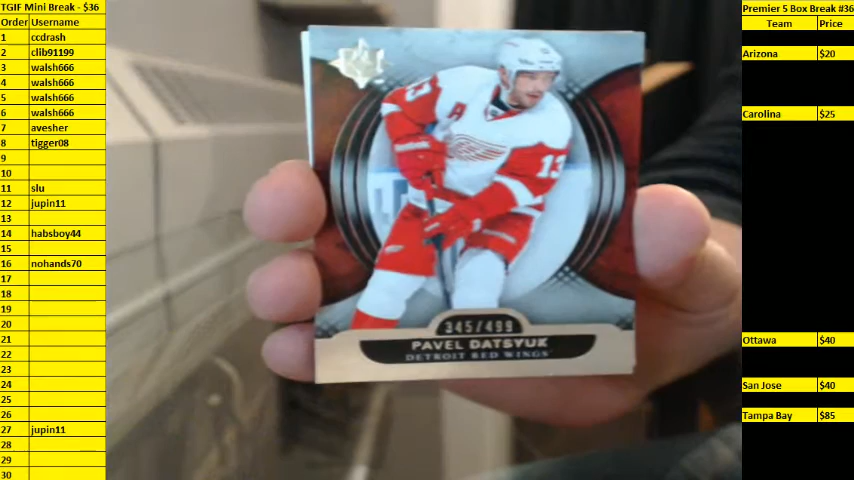 TGIF Mini Break - $36
Order Username
1 ccdrash
2 clib91199
3 walsh666
4 walsh666
5 walsh666
6 walsh666
7 avesher
8 tigger08
9
10
11 slu
12 jupin11
13
14 habsboy44
15
16 nohands70
17
18
19
20
21
22
23
24
25
26
27 jupin11
28
29
30
13
13
Reebok
345/499
PAVEL DATSYUK
DETROIT RED WINGS
Premier 5 Box Break #36
Team Price
Arizona $20
Carolina $25
Ottawa $40
San Jose $40
Tampa Bay $85